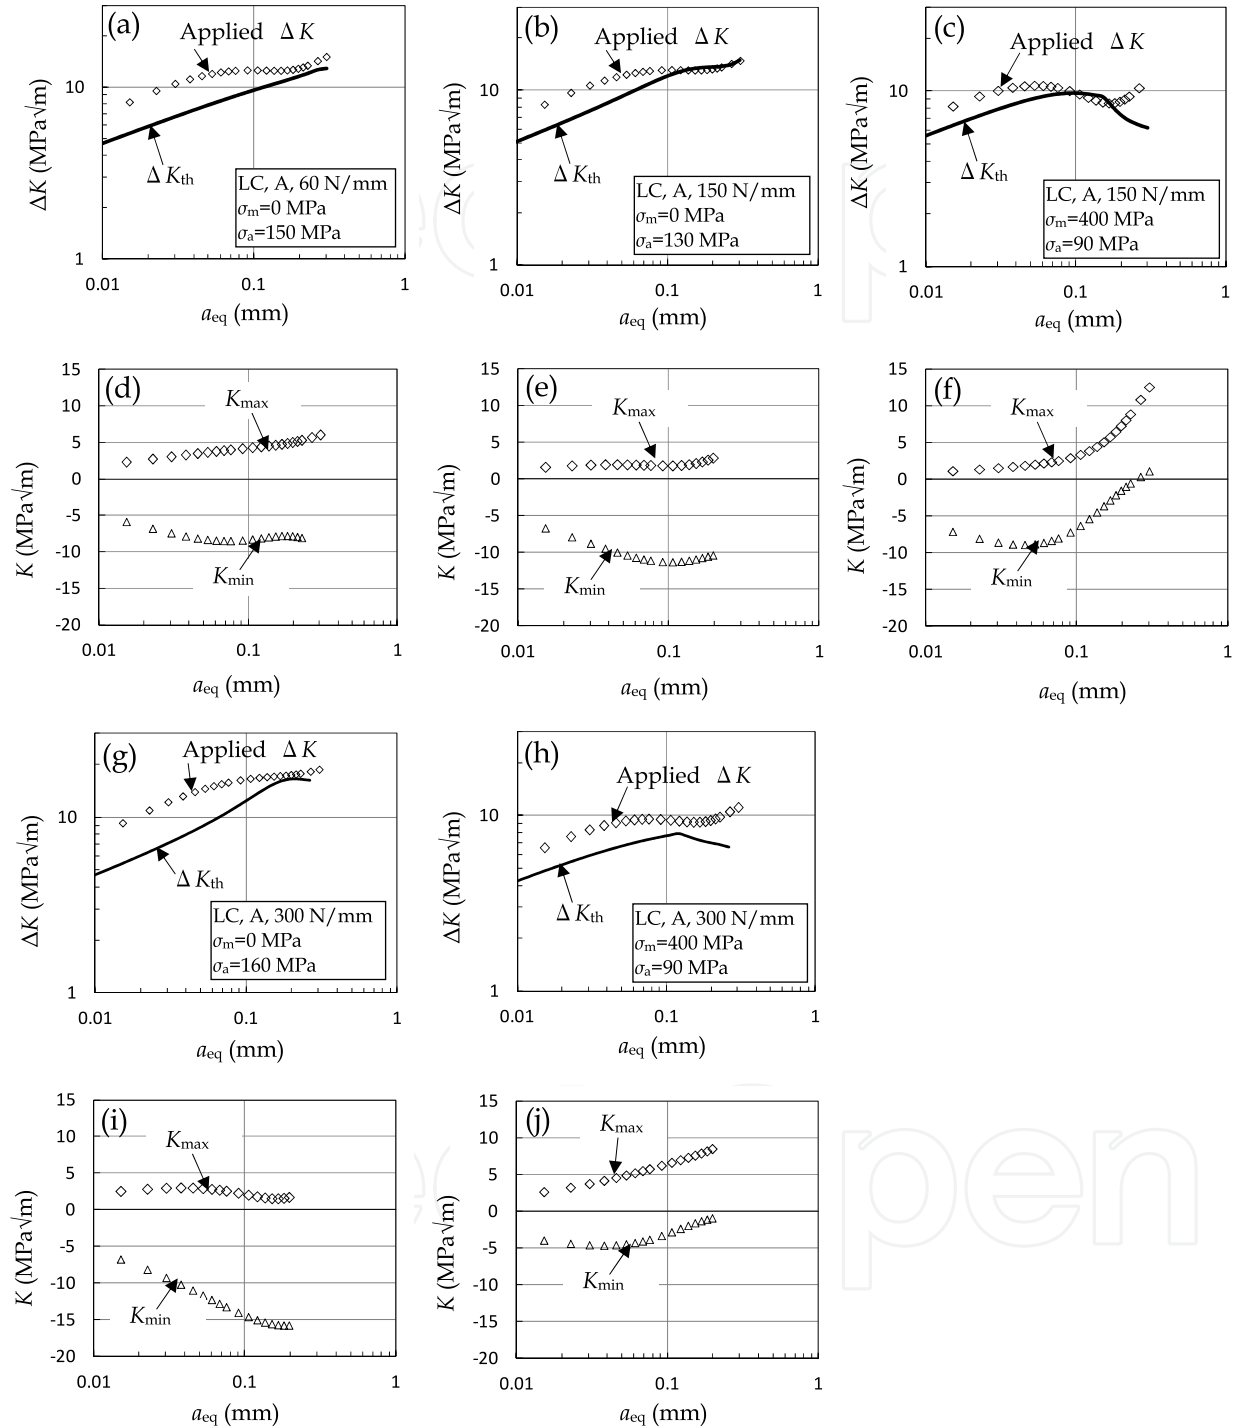 (a)
Applied Δ K
10
ΔK (MPa√m)
Δ Kth
LC, A, 60 N/mm
σm=0 MPa
σa=150 MPa
1
0.01
0.1
1
aeq (mm)
(b)
Applied Δ K
10
ΔK (MPa√m)
Δ Kth
LC, A, 150 N/mm
σm=0 MPa
σa=130 MPa
1
0.01
0.1
1
aeq (mm)
(c)
Applied Δ K
10
ΔK (MPa√m)
ΔKth
LC, A, 150 N/mm
σm=400 MPa
σa=90 MPa
1
0.01
0.1
1
aeq (mm)
(d)
15
10
5
0
-5
-10
-15
-20
K (MPa√m)
Kmax
Kmin
0.01
0.1
1
aeq (mm)
(e)
15
10
5
0
-5
-10
-15
-20
K (MPa√m)
Kmax
Kmin
0.01
0.1
1
aeq (mm)
(f)
15
10
5
0
-5
-10
-15
-20
K (MPa√m)
Kmax
Kmin
0.01
0.1
1
aeq (mm)
(g)
Applied Δ K
10
ΔK (MPa√m)
Δ Kth
LC, A, 300 N/mm
σm=0 MPa
σa=160 MPa
1
0.01
0.1
1
aeq (mm)
(h)
Applied Δ K
10
ΔK (MPa√m)
Δ Kth
LC, A, 300 N/mm
σm=400 MPa
σa=90 MPa
1
0.01
0.1
1
aeq (mm)
(i)
15
10
5
0
-5
-10
-15
-20
K (MPa√m)
Kmax
Kmin
0.01
0.1
1
aeq (mm)
(j)
15
10
5
0
-5
-10
-15
-20
K (MPa√m)
Kmax
Kmin
0.01
0.1
1
aeq (mm)